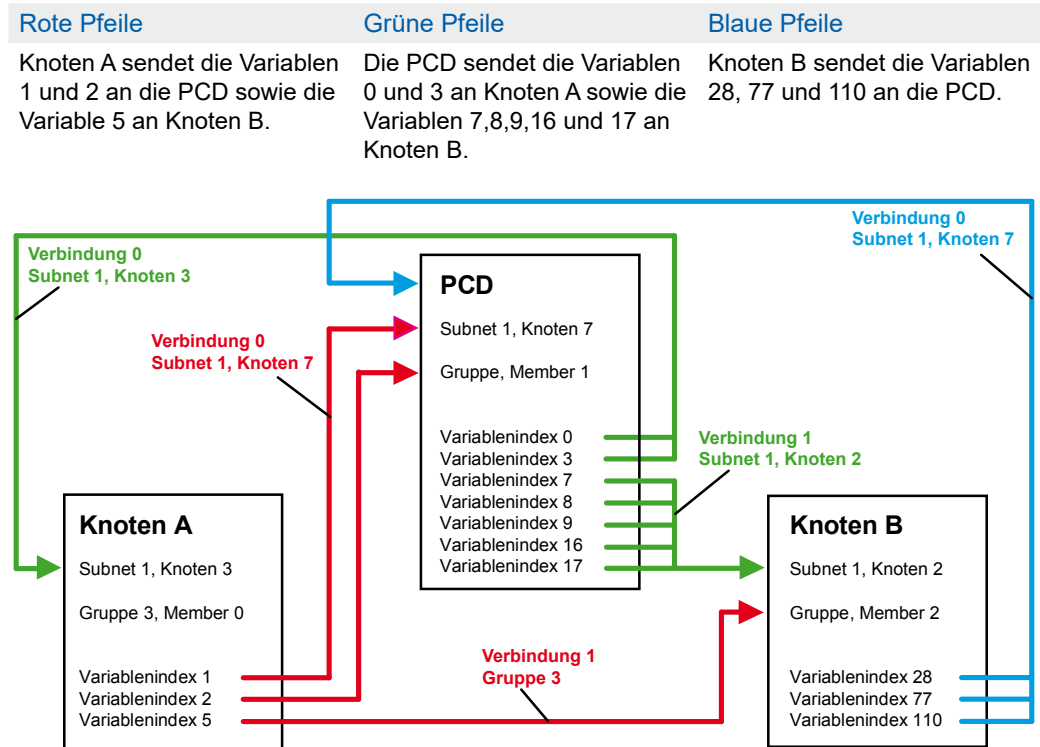 Rote Pfeile
Grüne Pfeile
Blaue Pfeile
Knoten A sendet die Variablen
1 und 2 an die PCD sowie die
Variable 5 an Knoten B.
Die PCD sendet die Variablen
0 und 3 an Knoten A sowie die
Variablen 7,8,9,16 und 17 an
Knoten B.
Knoten B sendet die Variablen
28, 77 und 110 an die PCD.
Verbindung 0
Subnet 1, Knoten 7
Verbindung 0
Subnet 1, Knoten 3
Verbindung 0
Subnet 1, Knoten 7
PCD
Subnet 1, Knoten 7
Gruppe, Member 1
Variablenindex 0
Variablenindex 3
Variablenindex 7
Variablenindex 8
Variablenindex 9
Variablenindex 16
Variablenindex 17
Verbindung 1
Subnet 1, Knoten 2
Knoten A
Subnet 1, Knoten 3
Gruppe 3, Member 0
Variablenindex 1
Variablenindex 2
Variablenindex 5
Verbindung 1
Gruppe 3
Knoten B
Subnet 1, Knoten 2
Gruppe, Member 2
Variablenindex 28
Variablenindex 77
Variablenindex 110